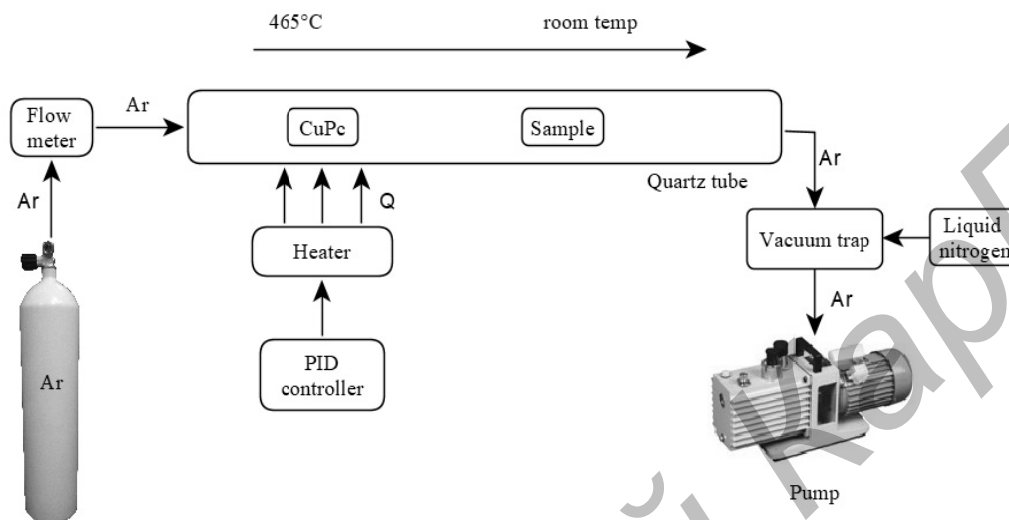 465°C
room temp
Ar
Flow
meter
CuPc
Sample
Ar
Quartz tube
Ar
Q
Heater
Vacuum trap
Liquid
nitrogen
Ar
PID
controller
Ar
Pump